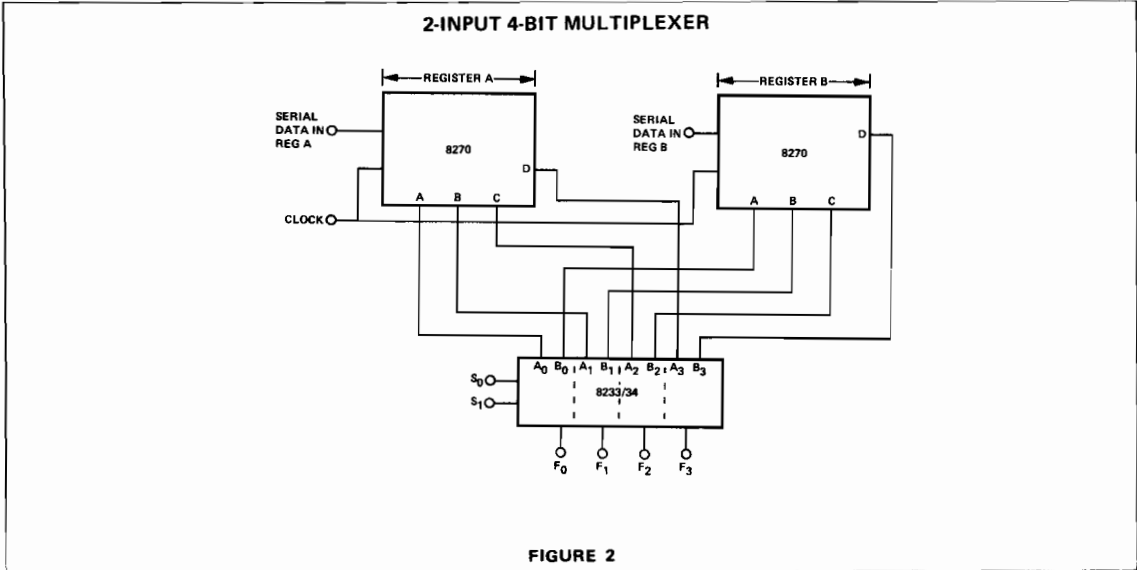 2-INPUT 4-BIT MULTIPLEXER
REGISTER A
REGISTER B
SERIAL
DATA IN
REG A
8270
D
A B C
CLOCK
SERIAL
DATA IN
REG B
8270
D
A B C
A0 B0 A1 B1 A2 B2 A3 B3
8233/34
S0
S1
F0 F1 F2 F3
FIGURE 2